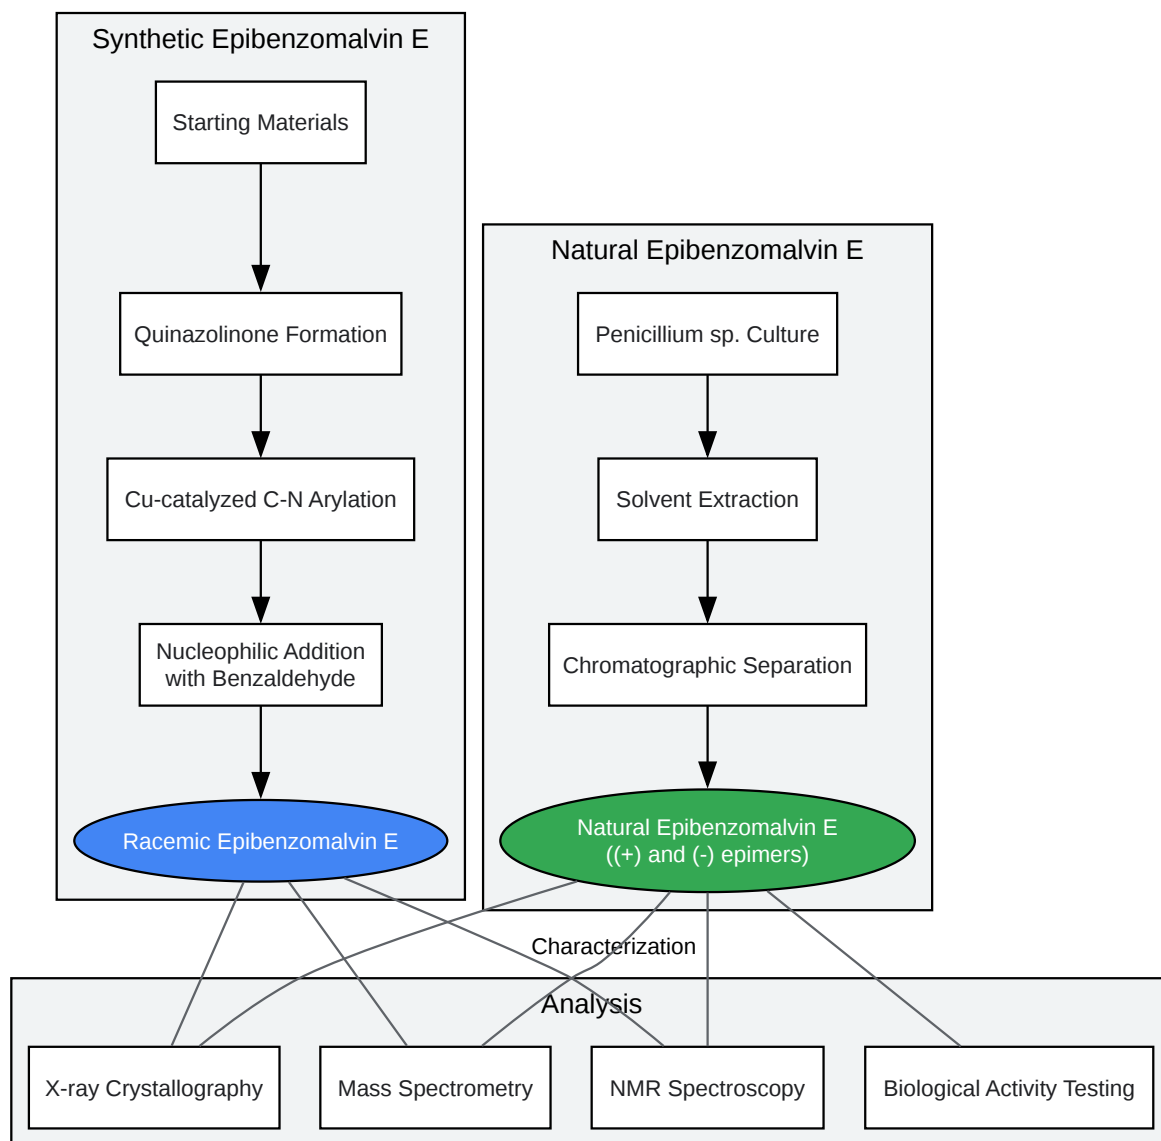 Synthetic Epibenzomalvin E
Starting Materials
Quinazolinone Formation
Cu-catalyzed C-N Arylation
Nucleophilic Addition
with Benzaldehyde
Racemic Epibenzomalvin E
Natural Epibenzomalvin E
Penicillium sp. Culture
Solvent Extraction
Chromatographic Separation
Natural Epibenzomalvin E
((+) and (-) epimers)
Characterization
Analysis
X-ray Crystallography
Mass Spectrometry
NMR Spectroscopy
Biological Activity Testing